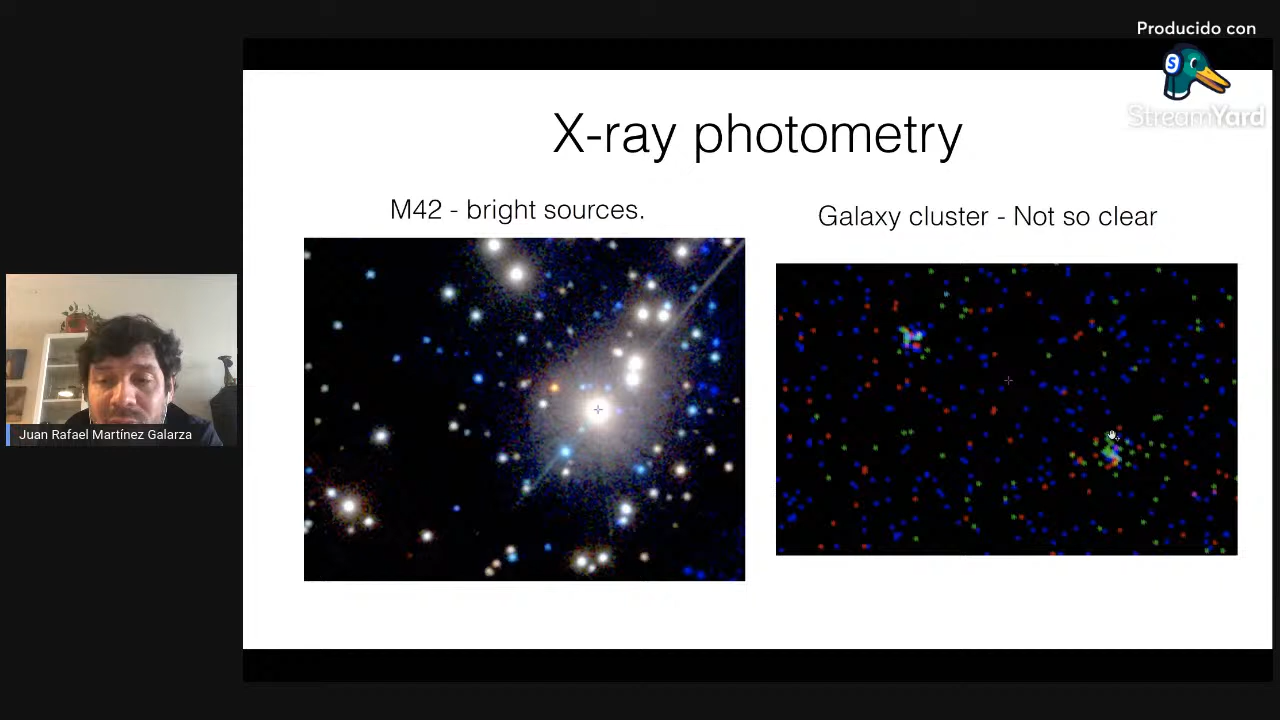 Producido con
S
StreamYard
X-ray photometry
M42 - bright sources.
Galaxy cluster - Not so clear
Juan Rafael Martínez Galarza